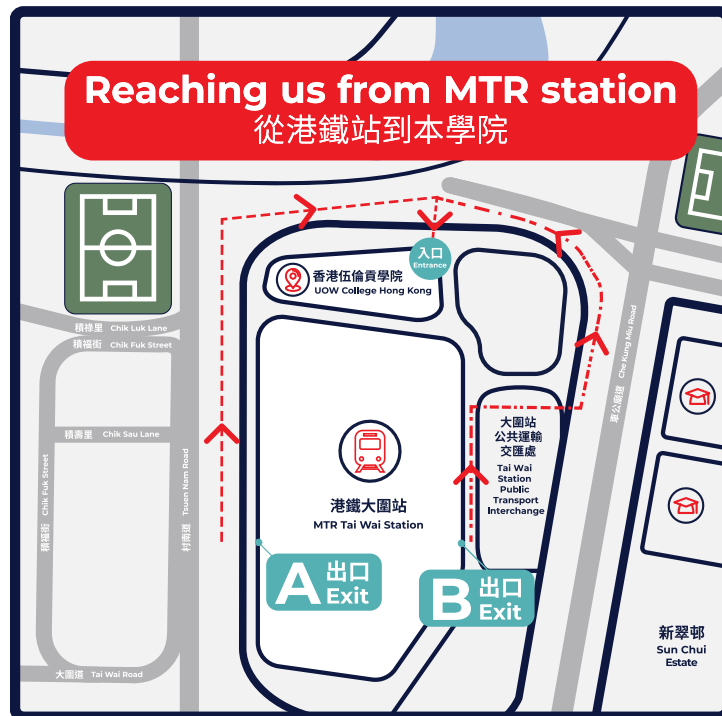 Reaching us from MTR station
從港鐵站到本學院
入口
Entrance
香港伍倫貢學院
UOW College Hong Kong
積祿里 Chik Luk Lane
積福街 Chik Fuk Street
積壽里 Chik Sau Lane
積福街 Chik Fuk Street
村南道 Tsuen Nam Road
大圍道 Tai Wai Road
港鐵大圍站
MTR Tai Wai Station
大圍站
公共運輸
交匯處
Tai Wai
Station
Public
Transport
Interchange
車公廟道 Che Kung Miu Road
A 出口
Exit
B 出口
Exit
新翠邨
Sun Chui
Estate